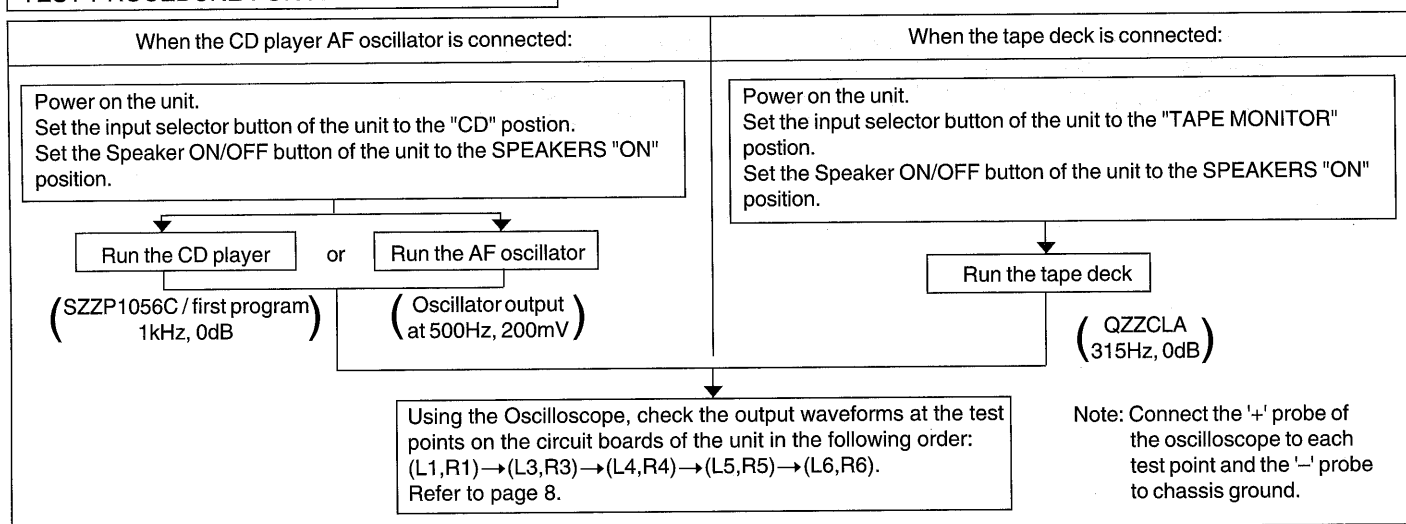 When the CD player AF oscillator is connected:
Power on the unit.
Set the input selector button of the unit to the "CD" postion.
Set the Speaker ON/OFF button of the unit to the SPEAKERS "ON"
position.
Run the CD player
or
Run the AF oscillator
(SZZP1056C / first program)
1kHz, 0dB
(Oscillator output
at 500Hz, 200mV)
When the tape deck is connected:
Power on the unit.
Set the input selector button of the unit to the "TAPE MONITOR"
postion.
Set the Speaker ON/OFF button of the unit to the SPEAKERS "ON"
position.
Run the tape deck
(QZZCLA
315Hz, 0dB)
Using the Oscilloscope, check the output waveforms at the test
points on the circuit boards of the unit in the following order:
(L1,R1)→(L3,R3)→(L4,R4)→(L5,R5)→(L6,R6).
Refer to page 8.
Note: Connect the '+' probe of
the oscilloscope to each
test point and the '–' probe
to chassis ground.